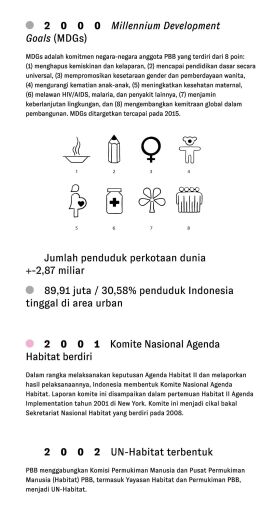 2 0 0 0 Millennium Development
Goals (MDGs)
MDGs adalah komitmen negara-negara anggota PBB yang terdiri dari 8 poin:
(1) menghapus kemiskinan dan kelaparan, (2) mencapai pendidikan dasar secara
universal, (3) mempromosikan kesetaraan gender dan pemberdayaan wanita,
(4) mengurangi kematian anak-anak, (5) meningkatkan kesehatan maternal,
(6) melawan HIV/AIDS, malaria, dan penyakit lainnya, (7) menjamin
keberlanjutan lingkungan, dan (8) mengembangkan kemitraan global dalam
pembangunan. MDGs ditargetkan tercapai pada 2015.
1 2 3 4
5 6 7 8
Jumlah penduduk perkotaan dunia
+-2,87 miliar
89,91 juta / 30,58% penduduk Indonesia
tinggal di area urban
2 0 0 1 Komite Nasional Agenda
Habitat berdiri
Dalam rangka melaksanakan keputusan Agenda Habitat II dan melaporkan
hasil pelaksanaannya, Indonesia membentuk Komite Nasional Agenda
Habitat. Laporan komite ini disampaikan dalam pertemuan Habitat II Agenda
Implementation tahun 2001 di New York. Komite ini menjadi cikal bakal
Sekretariat Nasional Habitat yang berdiri pada 2008.
2 0 0 2 UN-Habitat terbentuk
PBB menggabungkan Komisi Permukiman Manusia dan Pusat Permukiman
Manusia (Habitat) PBB, termasuk Yayasan Habitat dan Permukiman PBB,
menjadi UN-Habitat.